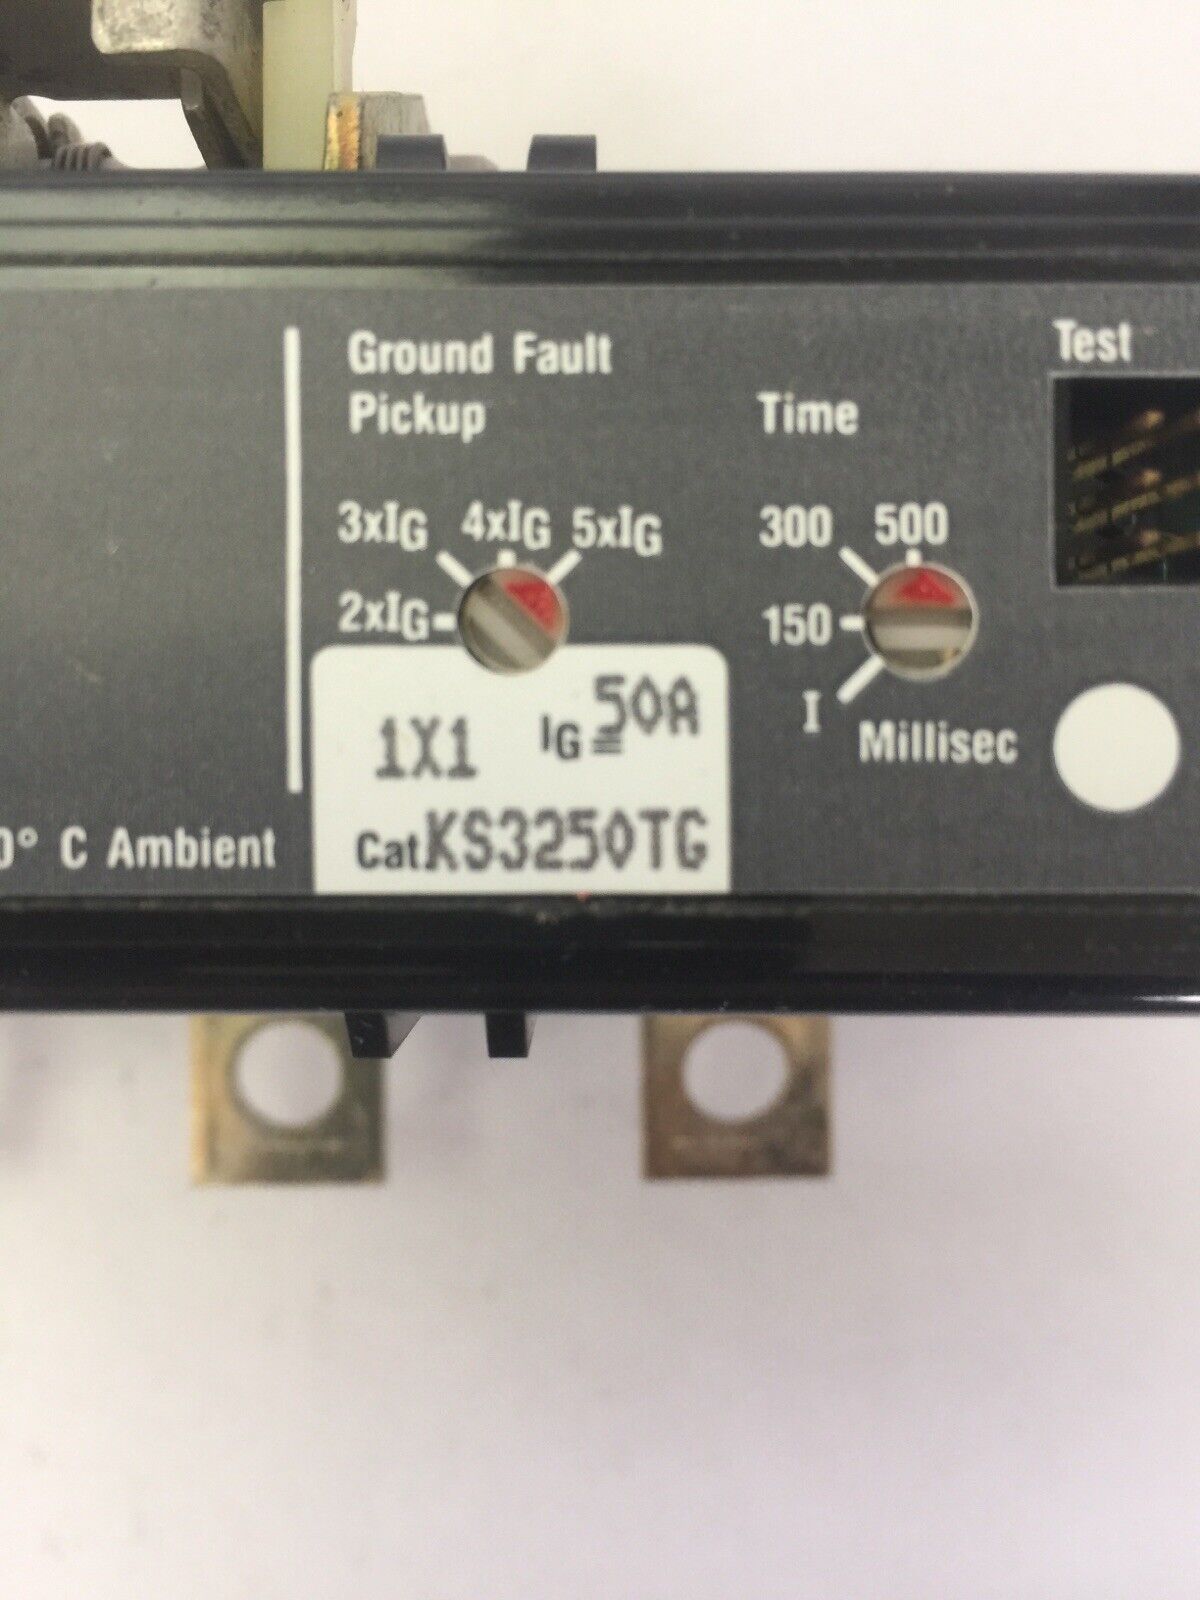 Ground Fault
Pickup
3xIG 4xIG 5xIG
2xIG
1X1 IG = 50A
Cat. KS3250TG
Time
300 500
150
I
Millisec
Test
0° C Ambient